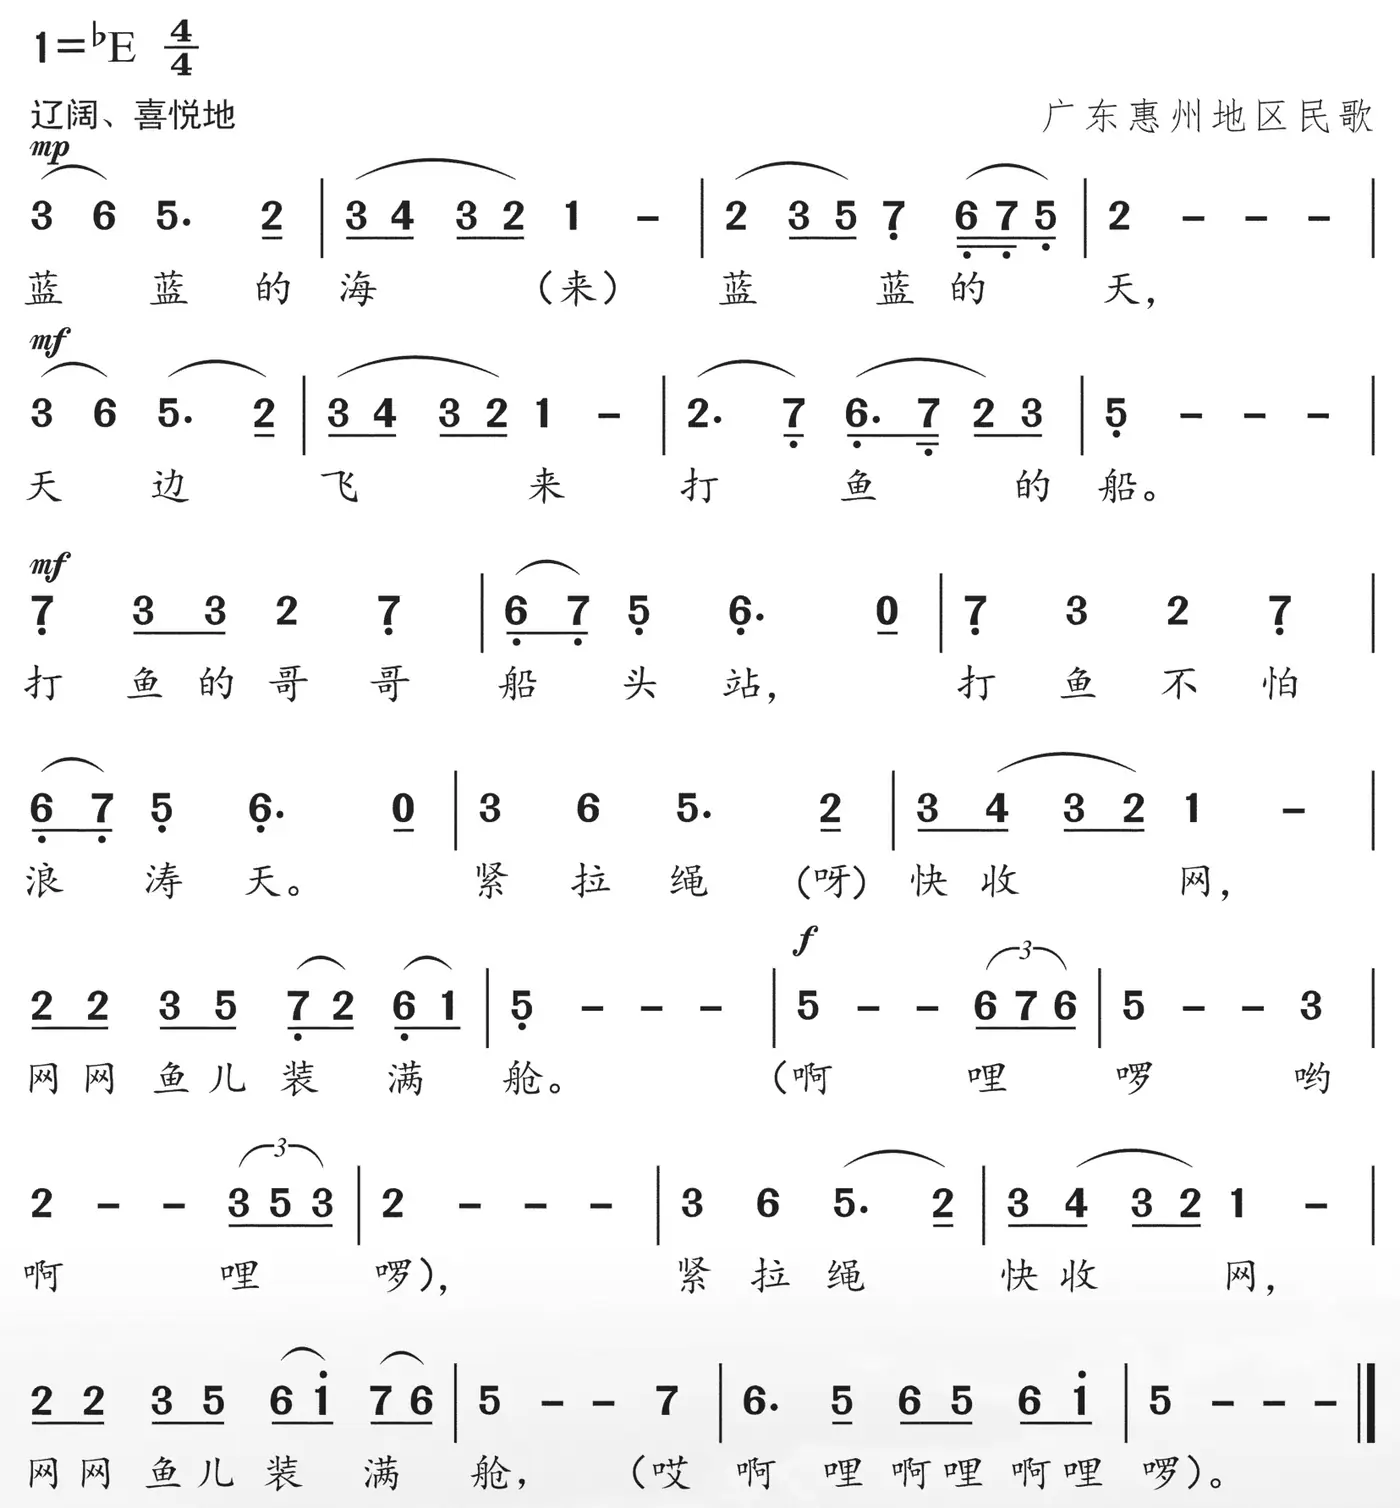 1=♭E 4/4
辽阔、喜悦地
广东惠州地区民歌
mp
3 6 5. 2 | 3 4 3 2 1 - | 2 3 5 7 6 7 5 | 2 - - - |
蓝 蓝 的 海 （来） 蓝 蓝 的 天，
mf
3 6 5. 2 | 3 4 3 2 1 - | 2. 7 6. 7 2 3 | 5 - - - |
天 边 飞 来 打 鱼 的 船。
mf
7 3 3 2 7 | 6 7 5 6. 0 | 7 3 2 7 |
打 鱼 的 哥 哥 船 头 站， 打 鱼 不 怕
6 7 5 6. 0 | 3 6 5. 2 | 3 4 3 2 1 - |
浪 涛 天。 紧 拉 绳 (呀) 快 收 网，
f
2 2 3 5 7 2 6 1 | 5 - - - | 5 - - 3 6 7 6 | 5 - - 3 |
网 网 鱼 儿 装 满 舱。 （啊 哩 啰 哟
2 - - 3 3 5 3 | 2 - - - | 3 6 5. 2 | 3 4 3 2 1 - |
啊 哩 啰)， 紧 拉 绳 快 收 网，
2 2 3 5 6 1 7 6 | 5 - - 7 | 6. 5 6 5 6 1 | 5 - - - ‖
网 网 鱼 儿 装 满 舱， （哎 啊 哩 啊 哩 啊 哩 啰)。